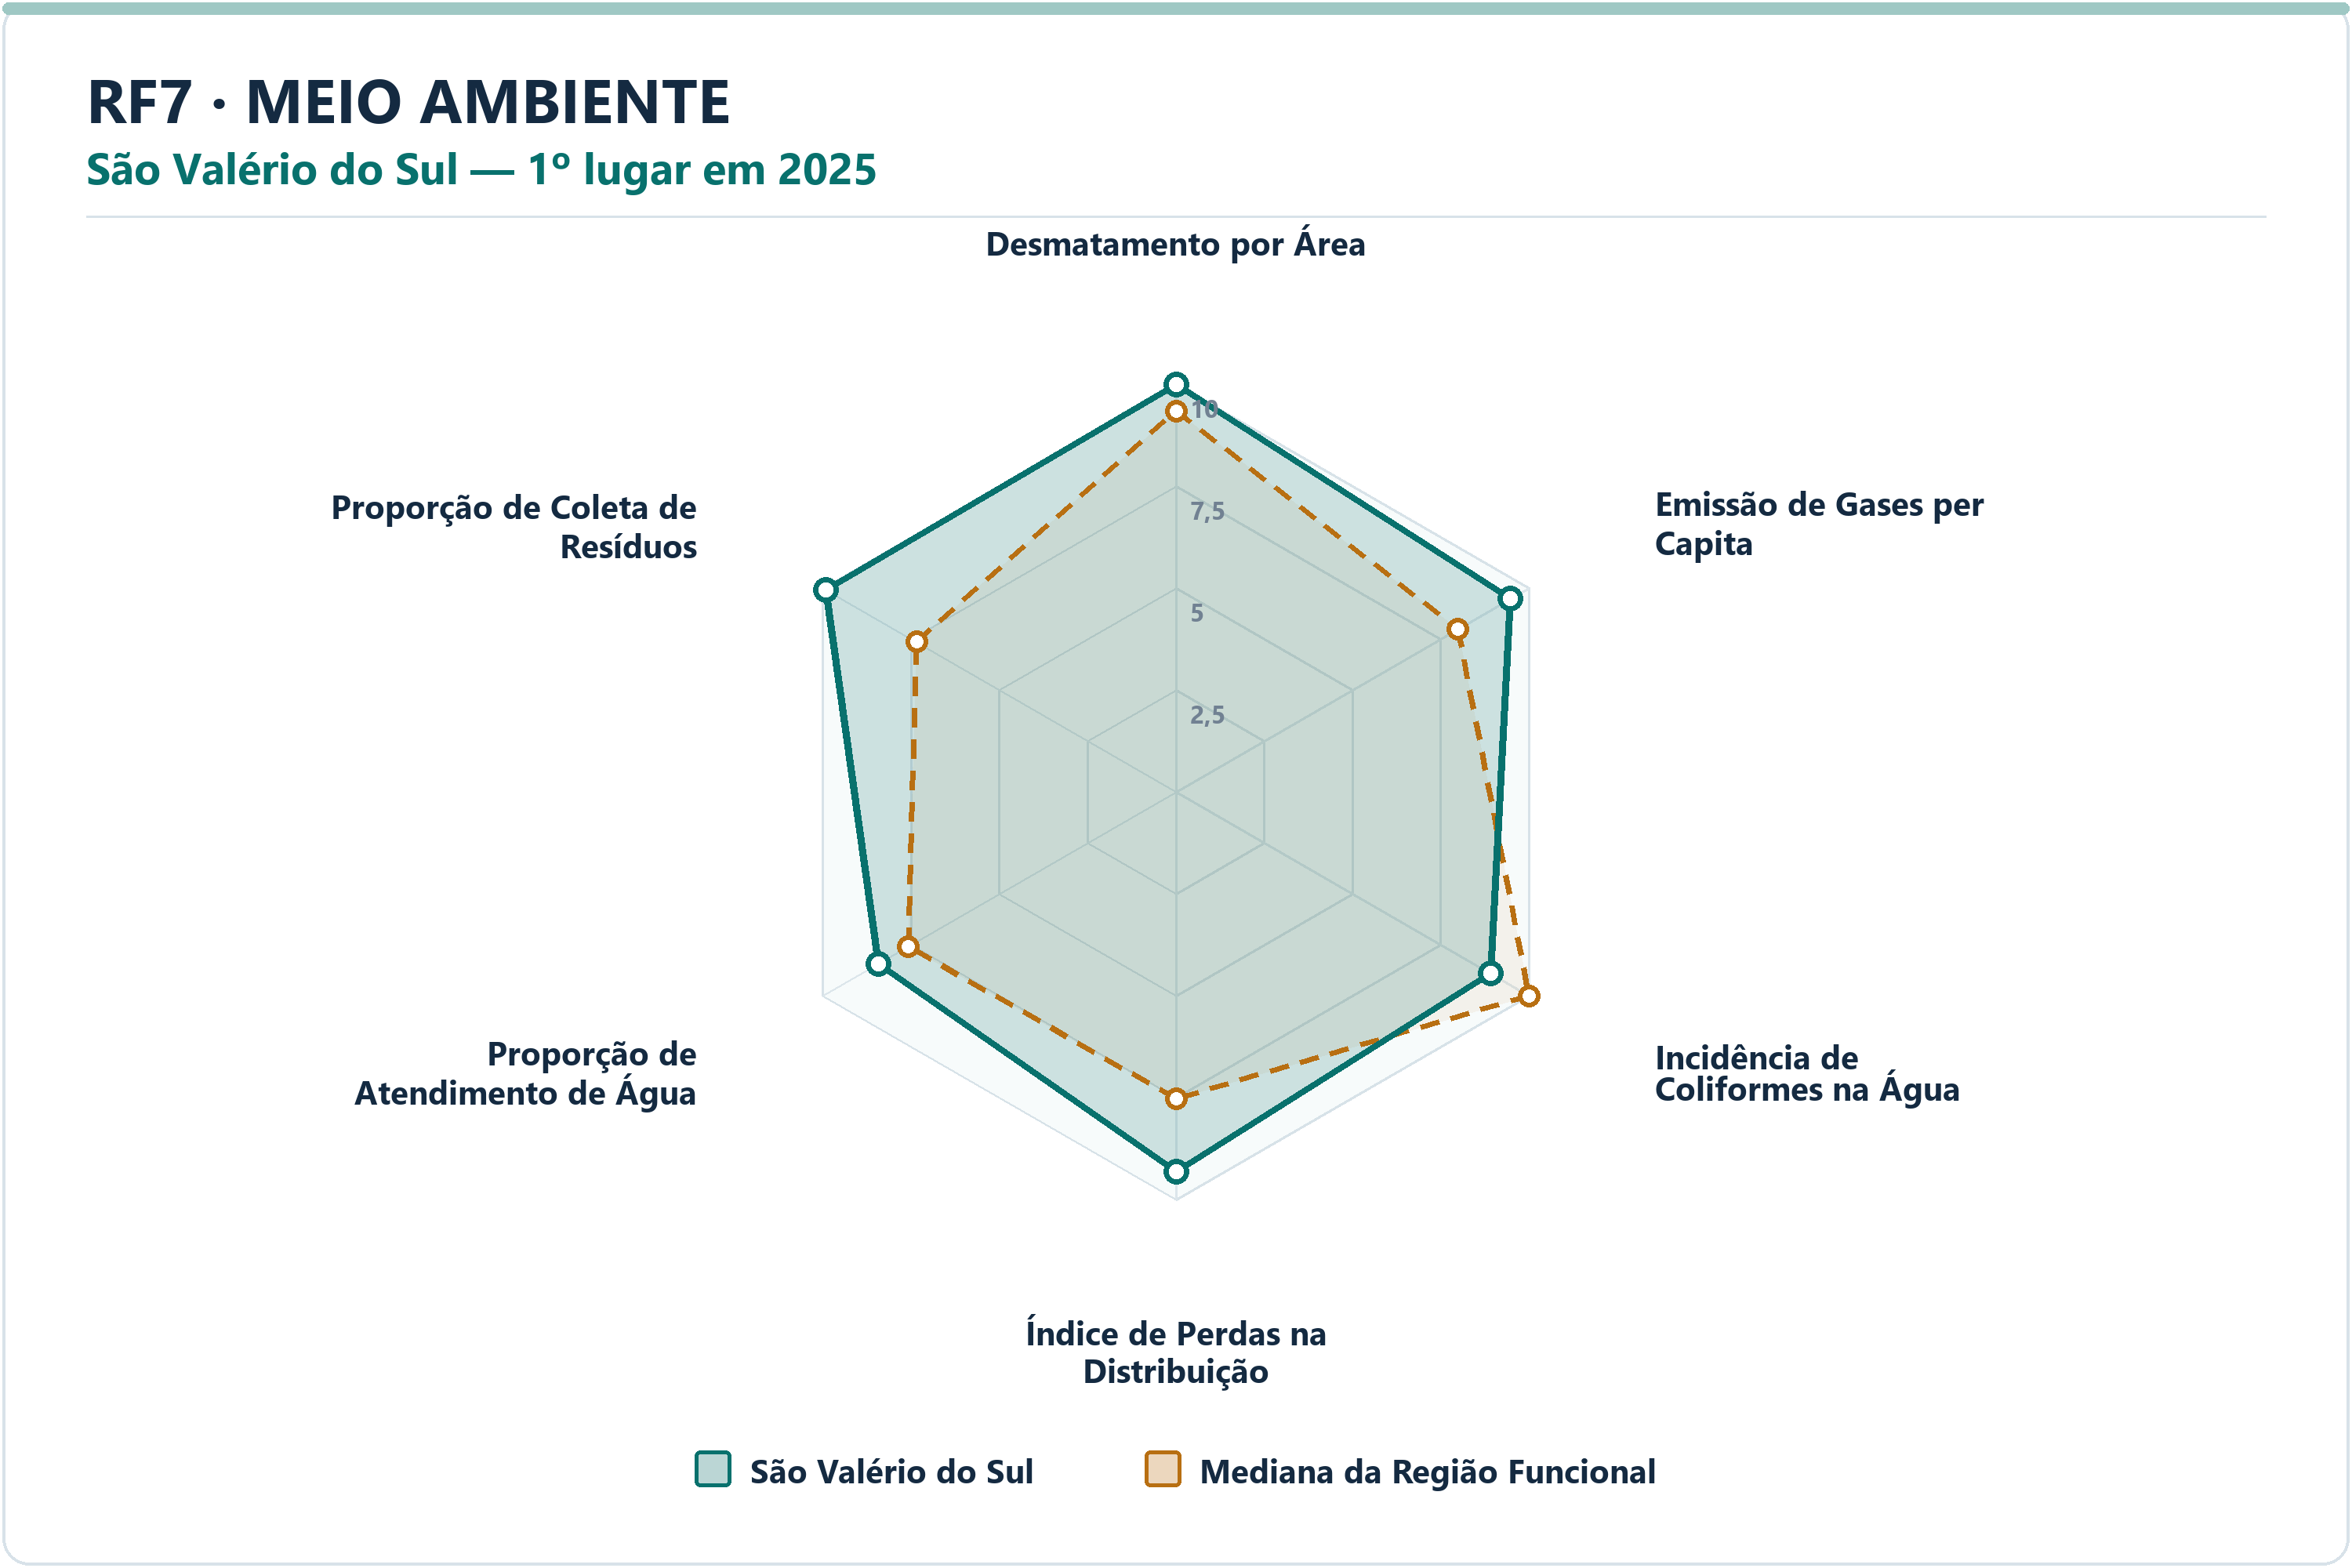 RF7 · MEIO AMBIENTE
São Valério do Sul — 1º lugar em 2025
Desmatamento por Área
10
7,5
5
2,5
Emissão de Gases per
Capita
Incidência de
Coliformes na Água
Índice de Perdas na
Distribuição
Proporção de
Atendimento de Água
Proporção de Coleta de
Resíduos
São Valério do Sul
Mediana da Região Funcional